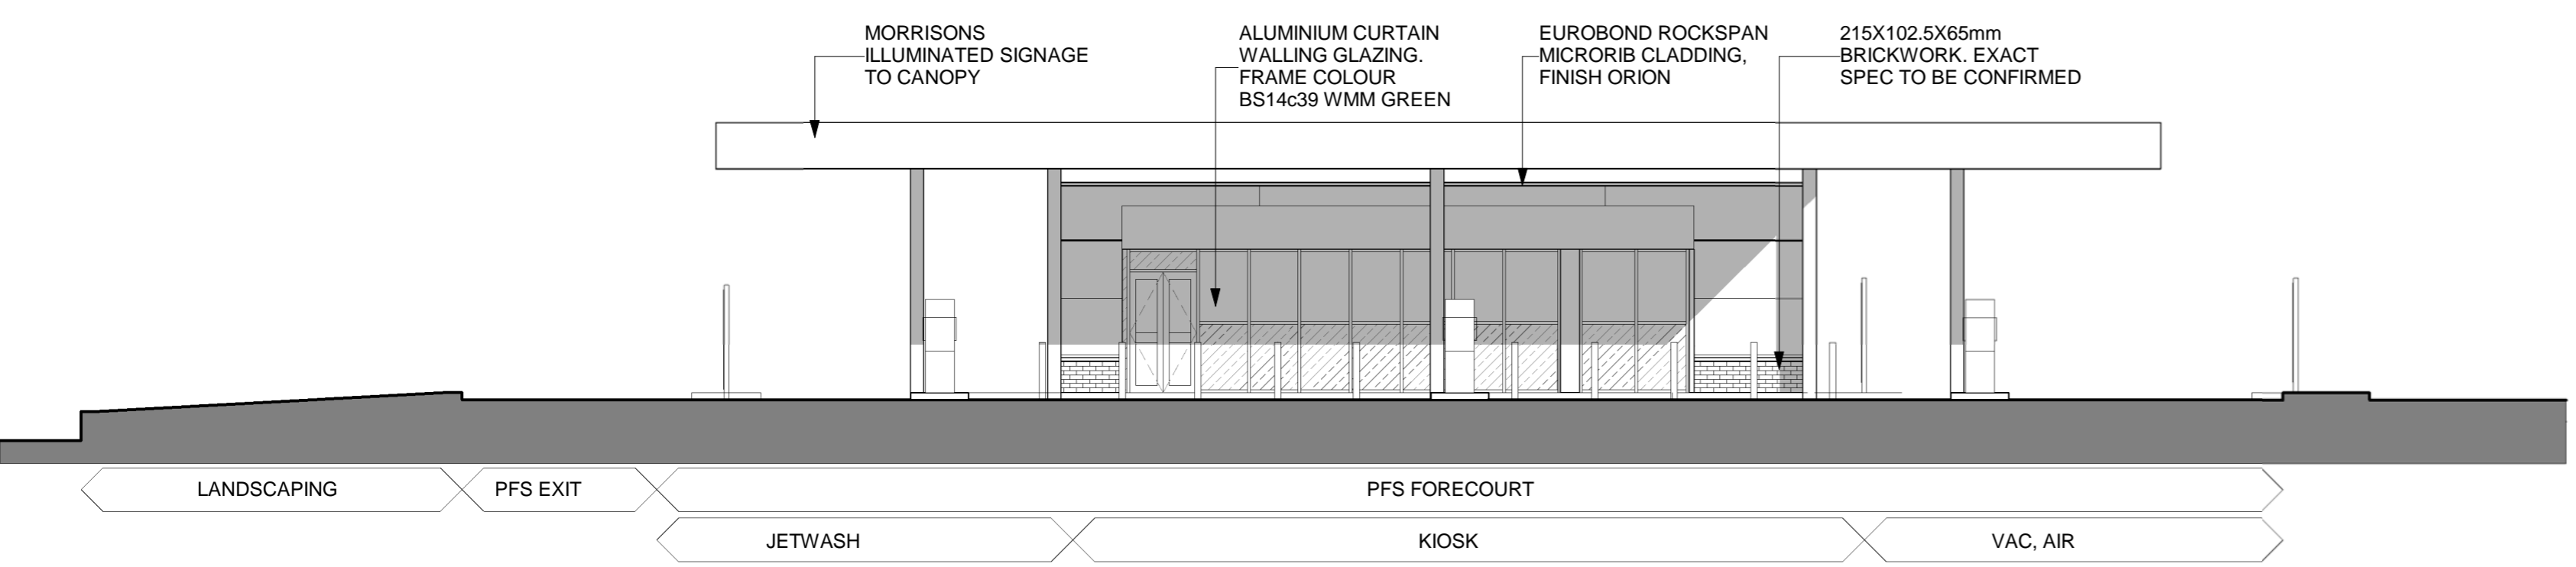 MORRISONS
ILLUMINATED SIGNAGE
TO CANOPY
ALUMINIUM CURTAIN
WALLING GLAZING.
FRAME COLOUR
BS14c39 WMM GREEN
EUROBOND ROCKSPAN
MICRORIB CLADDING,
FINISH ORION
215X102.5X65mm
BRICKWORK. EXACT
SPEC TO BE CONFIRMED
LANDSCAPING
PFS EXIT
PFS FORECOURT
JETWASH
KIOSK
VAC, AIR